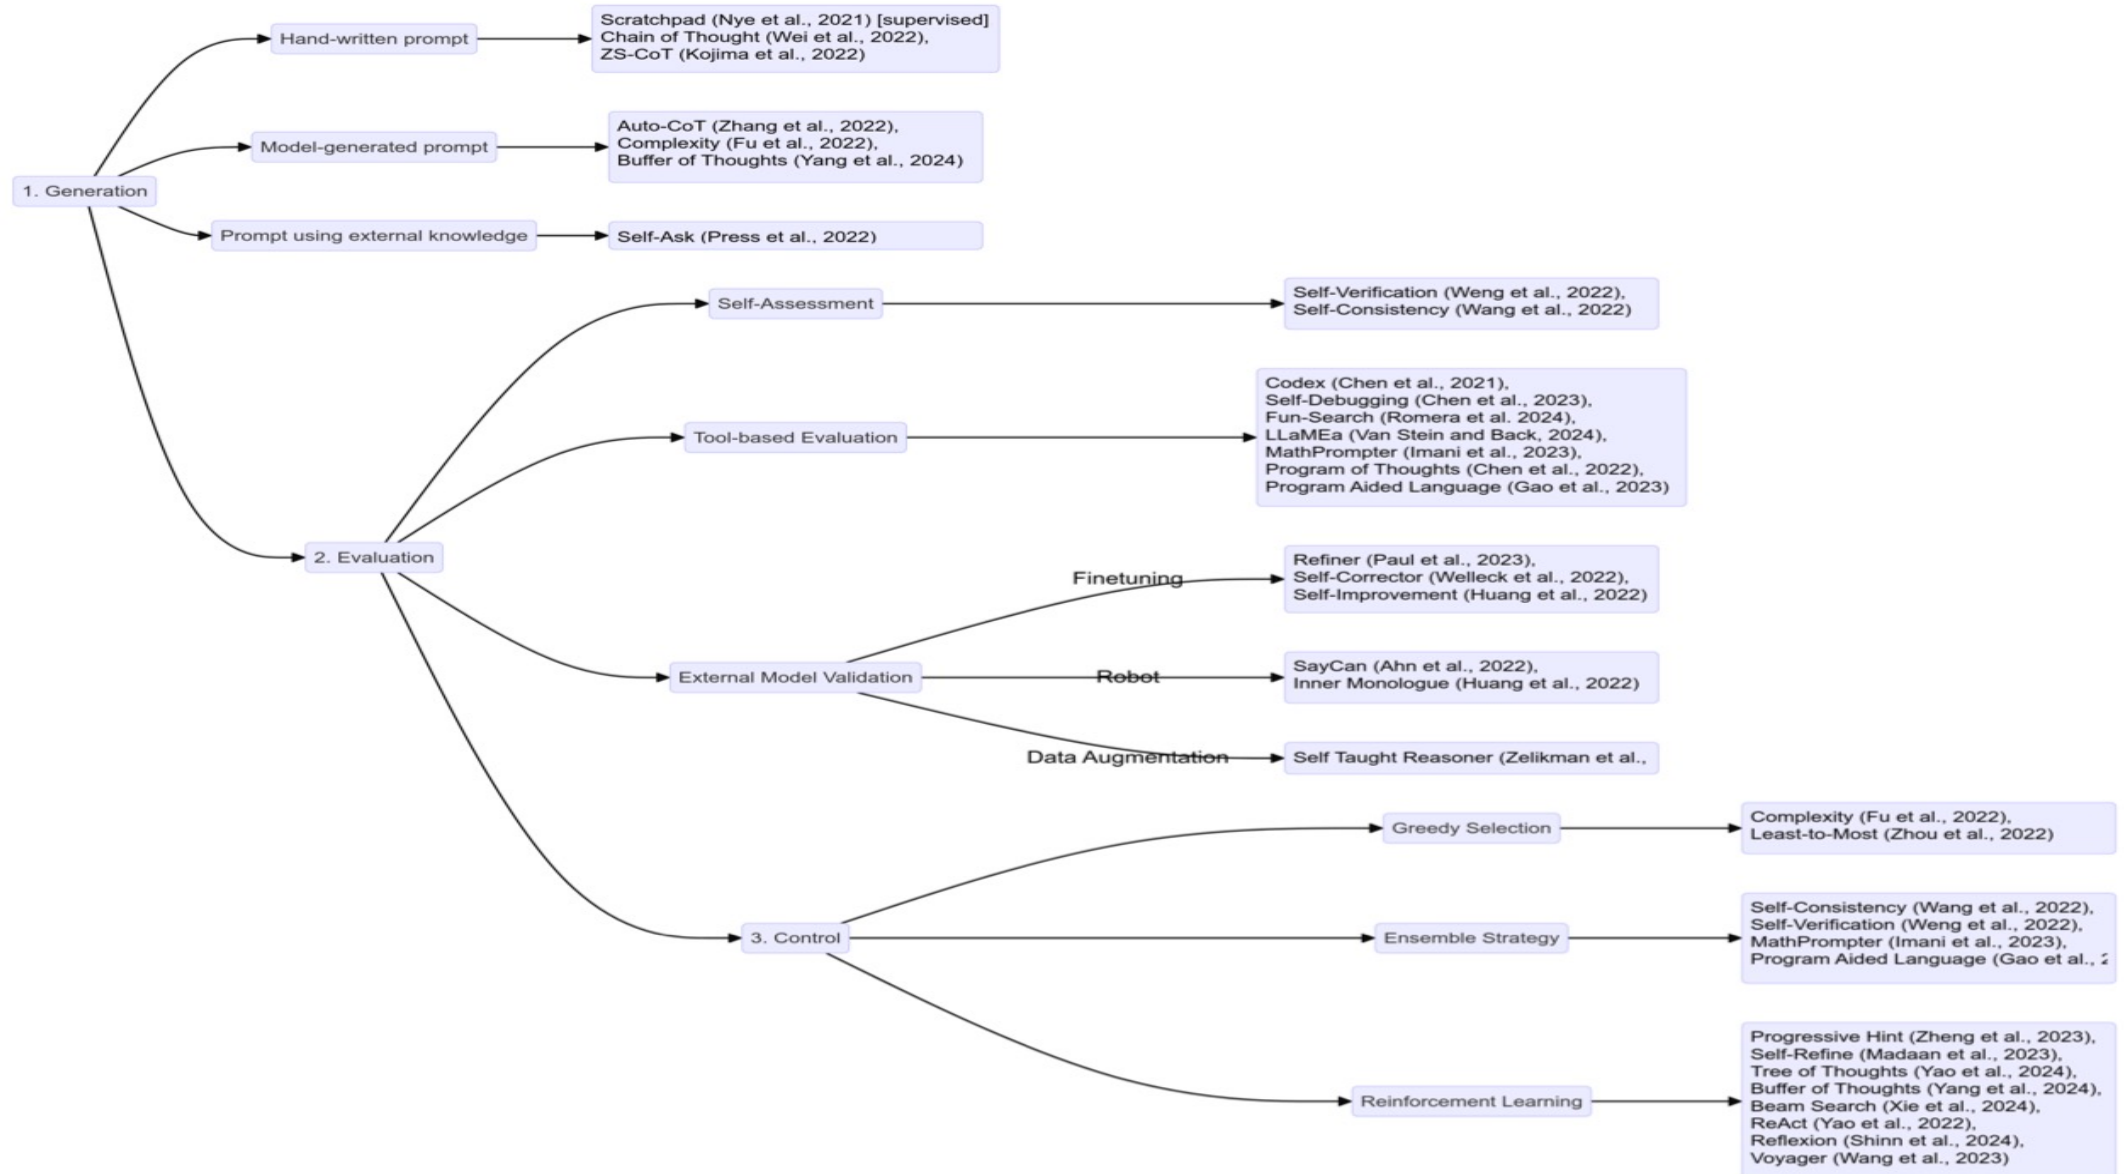 Hand-written prompt
Scratchpad (Nye et al., 2021) [supervised]
Chain of Thought (Wei et al., 2022),
ZS-CoT (Kojima et al., 2022)
Model-generated prompt
Auto-CoT (Zhang et al., 2022),
Complexity (Fu et al., 2022),
Buffer of Thoughts (Yang et al., 2024)
1. Generation
Prompt using external knowledge
Self-Ask (Press et al., 2022)
Self-Assessment
Self-Verification (Weng et al., 2022),
Self-Consistency (Wang et al., 2022)
Tool-based Evaluation
Codex (Chen et al., 2021),
Self-Debugging (Chen et al., 2023),
Fun-Search (Romera et al. 2024),
LLaMEa (Van Stein and Back, 2024),
MathPrompter (Imani et al., 2023),
Program of Thoughts (Chen et al., 2022),
Program Aided Language (Gao et al., 2023)
2. Evaluation
Finetuning
Refiner (Paul et al., 2023),
Self-Corrector (Welleck et al., 2022),
Self-Improvement (Huang et al., 2022)
External Model Validation
Robot
SayCan (Ahn et al., 2022),
Inner Monologue (Huang et al., 2022)
Data Augmentation
Self Taught Reasoner (Zelikman et al.,
Greedy Selection
Complexity (Fu et al., 2022),
Least-to-Most (Zhou et al., 2022)
3. Control
Ensemble Strategy
Self-Consistency (Wang et al., 2022),
Self-Verification (Weng et al., 2022),
MathPrompter (Imani et al., 2023),
Program Aided Language (Gao et al.,
Reinforcement Learning
Progressive Hint (Zheng et al., 2023),
Self-Refine (Madaan et al., 2023),
Tree of Thoughts (Yao et al., 2024),
Buffer of Thoughts (Yang et al., 2024),
Beam Search (Xie et al., 2024),
ReAct (Yao et al., 2022),
Reflexion (Shinn et al., 2024),
Voyager (Wang et al., 2023)